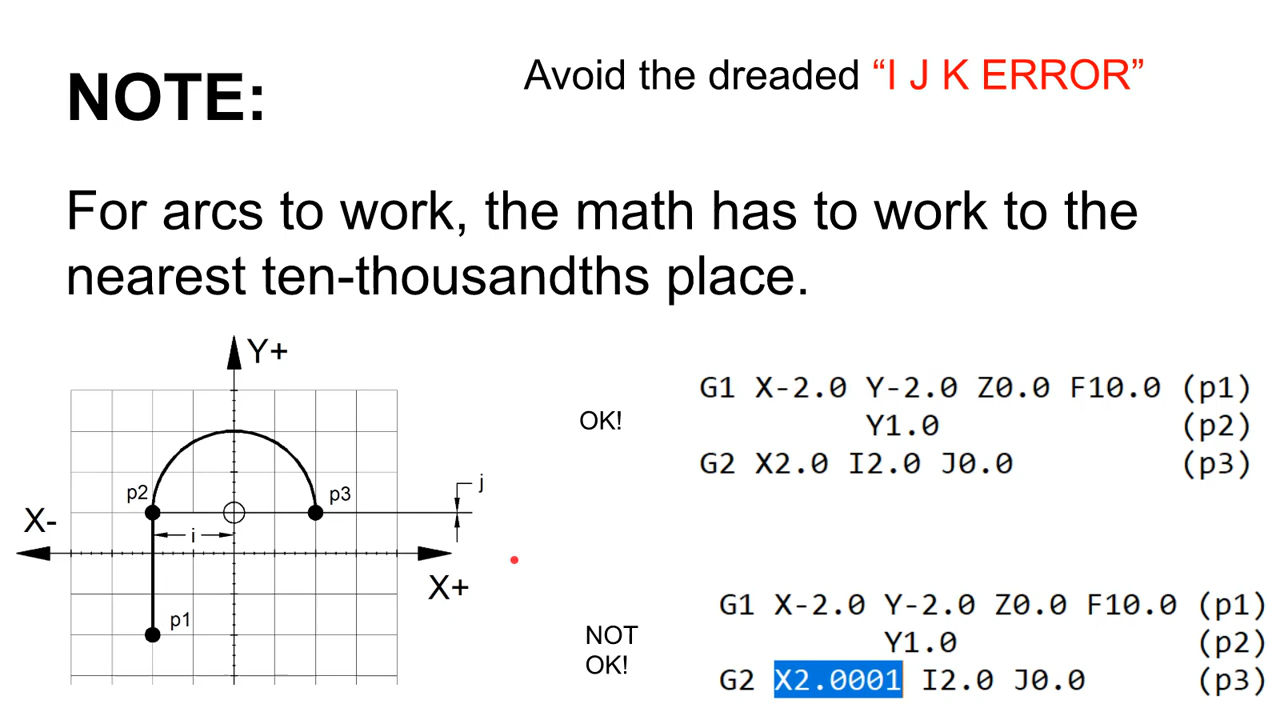 NOTE:
Avoid the dreaded “I J K ERROR”
For arcs to work, the math has to work to the
nearest ten-thousandths place.
Y+
p2
p3
j
X-
i
X+
p1
OK!
G1 X-2.0 Y-2.0 Z0.0 F10.0 (p1)
Y1.0 (p2)
G2 X2.0 I2.0 J0.0 (p3)
NOT
OK!
G1 X-2.0 Y-2.0 Z0.0 F10.0 (p1)
Y1.0 (p2)
G2 X2.0001 I2.0 J0.0 (p3)